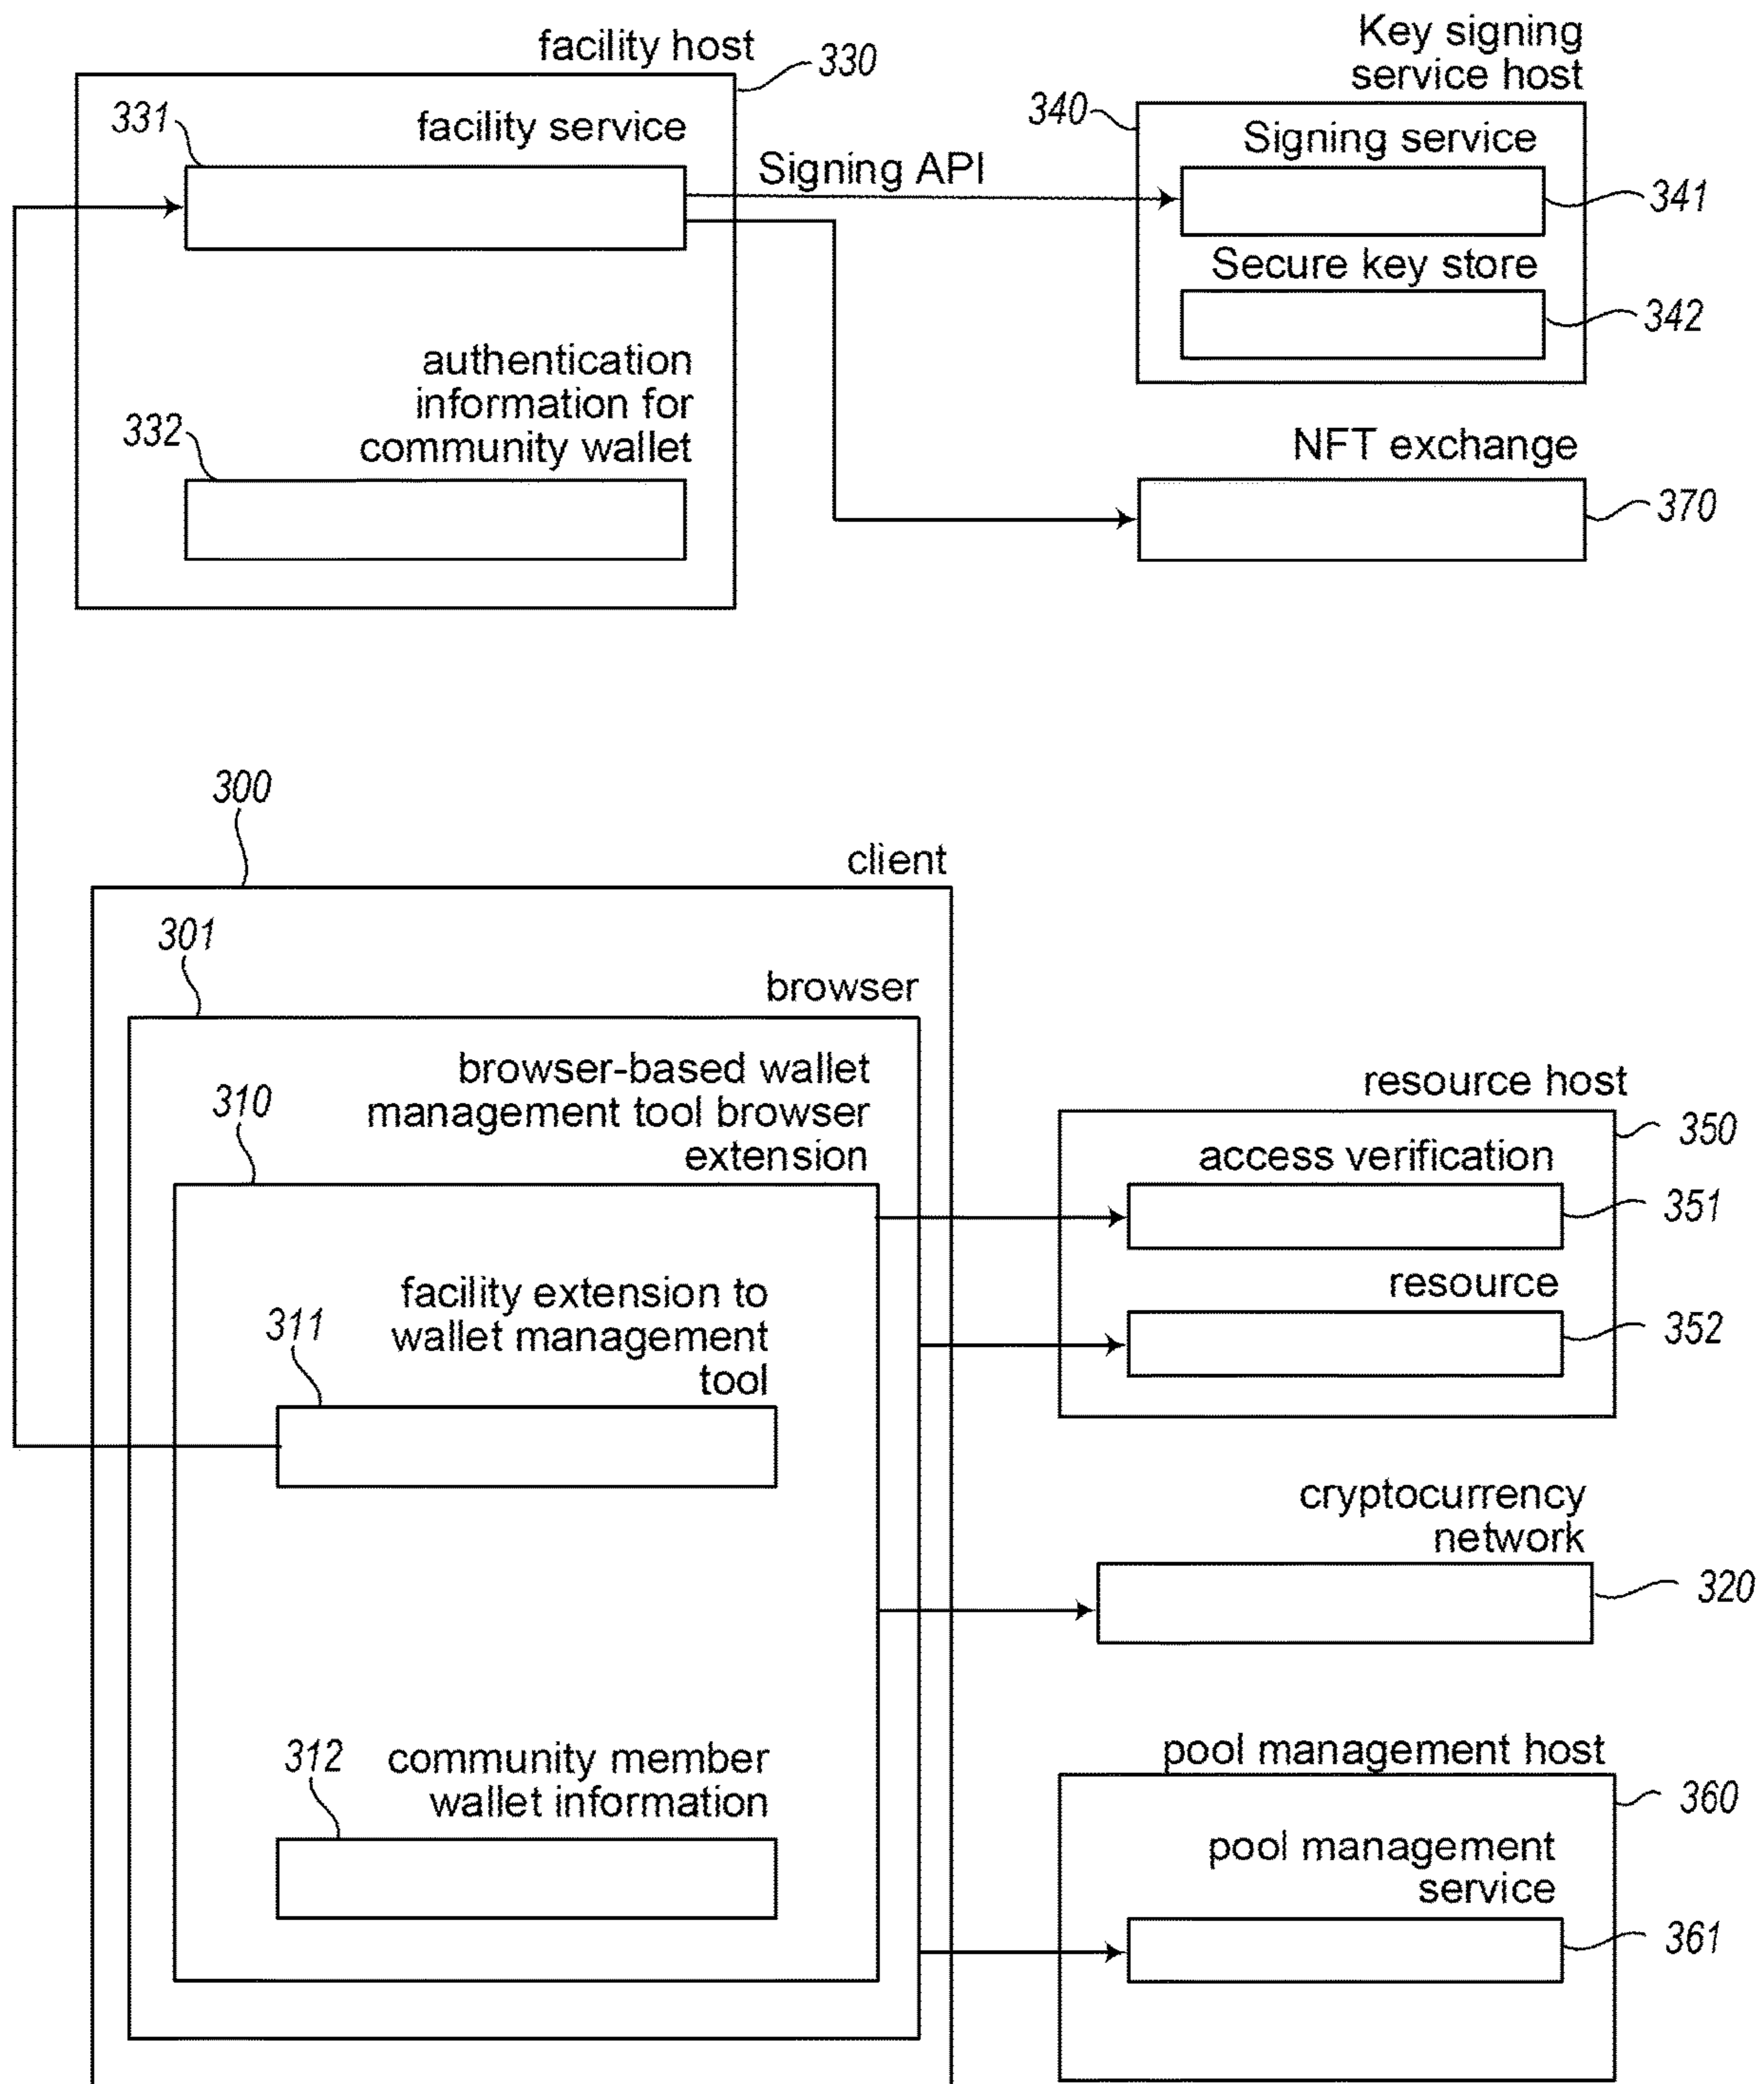 facility host
330
331
facility service
Signing API
Key signing
service host
340
Signing service
341
Secure key store
342
authentication
information for
community wallet
332
NFT exchange
370
300
client
301
browser
browser-based wallet
management tool browser
extension
310
facility extension to
wallet management
tool
311
community member
wallet information
312
resource host
350
access verification
351
resource
352
cryptocurrency
network
320
pool management host
360
pool management
service
361